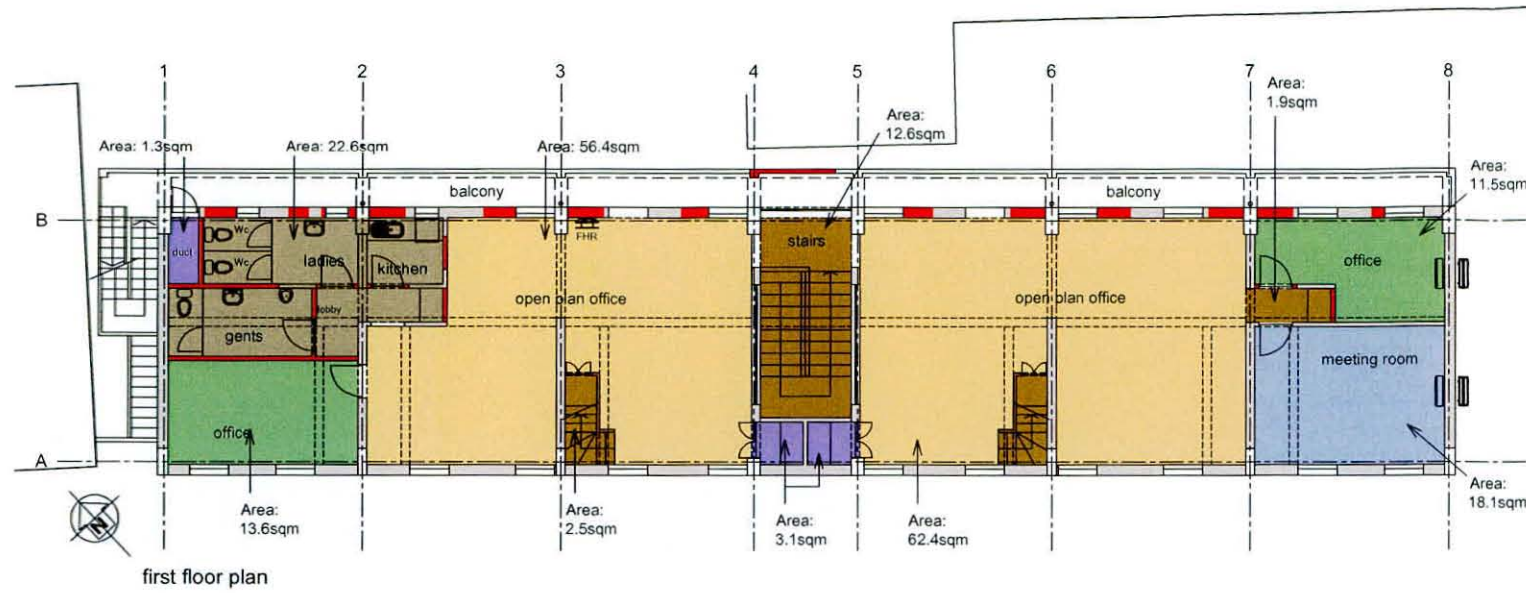 1 2 3 4 5 6 7 8
Area:
1.9sqm
Area:
12.6sqm
Area: 1.3sqm
Area: 22.6sqm
Area: 56.4sqm
Area:
11.5sqm
balcony
balcony
B
Wc
Wc
duct
ladies
kitchen
FHR
stairs
office
open plan office
open plan office
lobby
gents
meeting room
office
A
N
Area:
13.6sqm
Area:
2.5sqm
Area:
3.1sqm
Area:
62.4sqm
Area:
18.1sqm
first floor plan